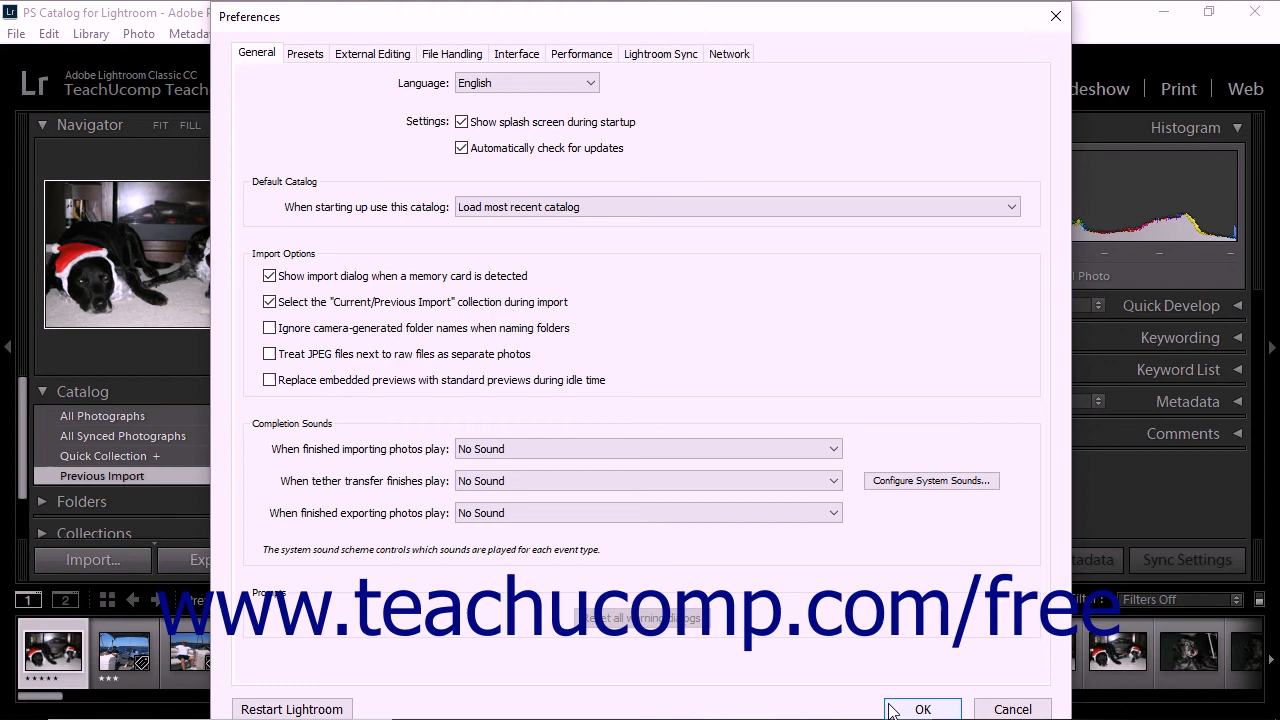 Lr PS Catalog for Lightroom - Adobe P
Preferences
File Edit Library Photo Metada
General Presets External Editing File Handling Interface Performance Lightroom Sync Network
Lr Adobe Lightroom Classic CC
TeachUcomp Teach
deshow Print Web
Language: English
Settings: Show splash screen during startup
Automatically check for updates
Navigator FIT FILL
Histogram
Default Catalog
When starting up use this catalog: Load most recent catalog
Import Options
Show import dialog when a memory card is detected
l Photo
Select the "Current/Previous Import" collection during import
Quick Develop
Ignore camera-generated folder names when naming folders
Keywording
Treat JPEG files next to raw files as separate photos
Keyword List
Replace embedded previews with standard previews during idle time
Catalog
Metadata
All Photographs
Completion Sounds
All Synced Photographs
Comments
When finished importing photos play: No Sound
Quick Collection +
Previous Import
When tether transfer finishes play: No Sound Configure System Sounds...
Folders
When finished exporting photos play: No Sound
Collections
The system sound scheme controls which sounds are played for each event type.
Import... Exp
tadata Sync Settings
Prompts
1 2 Prev
Filters Off
www.teachucomp.com/free
Reset all warning dialogs
Restart Lightroom OK Cancel